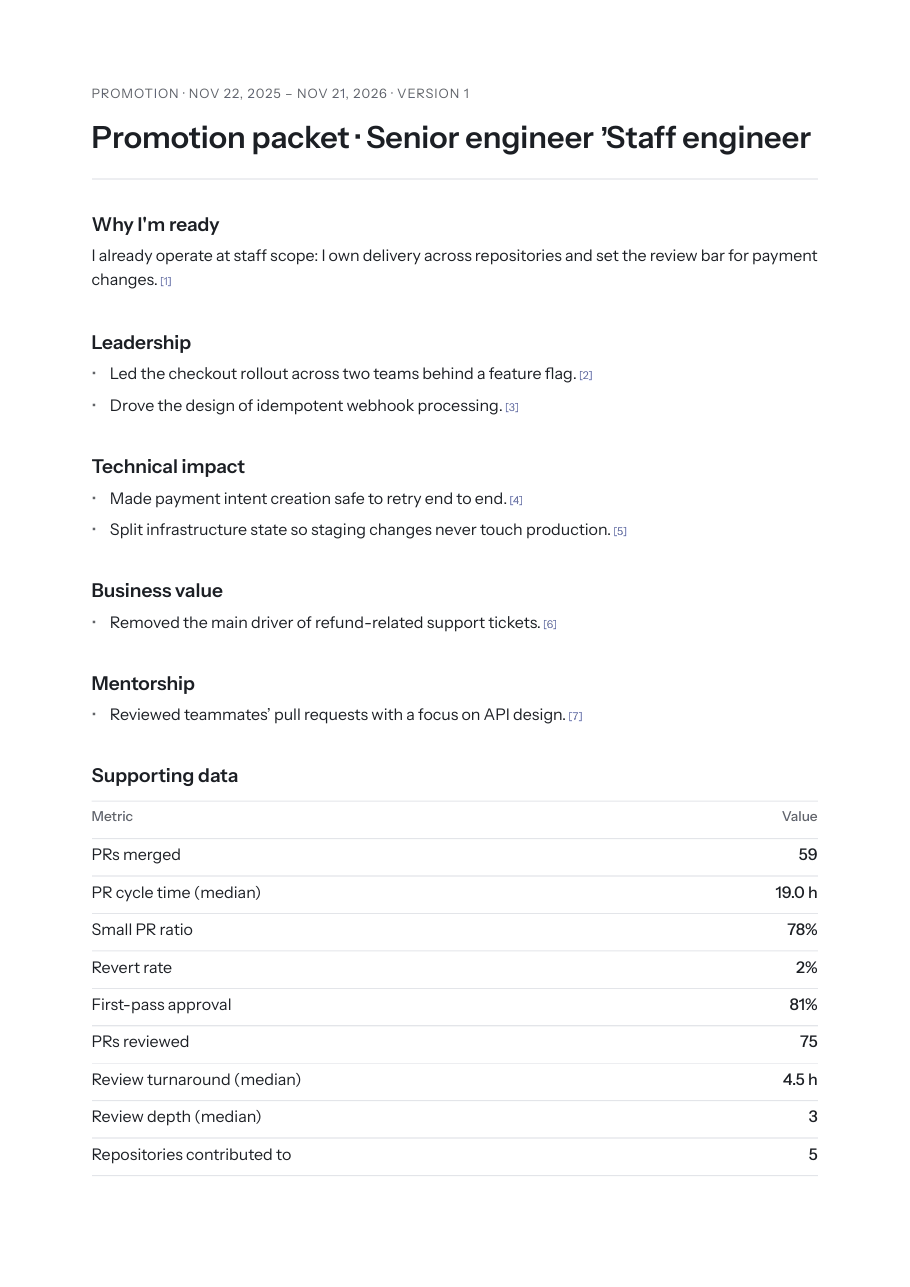 PROMOTION · NOV 22, 2025 – NOV 21, 2026 · VERSION 1
Promotion packet · Senior engineer ’Staff engineer
Why I'm ready
I already operate at staff scope: I own delivery across repositories and set the review bar for payment
changes. [1]
Leadership
· Led the checkout rollout across two teams behind a feature flag. [2]
· Drove the design of idempotent webhook processing. [3]
Technical impact
· Made payment intent creation safe to retry end to end. [4]
· Split infrastructure state so staging changes never touch production. [5]
Business value
· Removed the main driver of refund-related support tickets. [6]
Mentorship
· Reviewed teammates’ pull requests with a focus on API design. [7]
Supporting data
Metric Value
PRs merged 59
PR cycle time (median) 19.0 h
Small PR ratio 78%
Revert rate 2%
First-pass approval 81%
PRs reviewed 75
Review turnaround (median) 4.5 h
Review depth (median) 3
Repositories contributed to 5